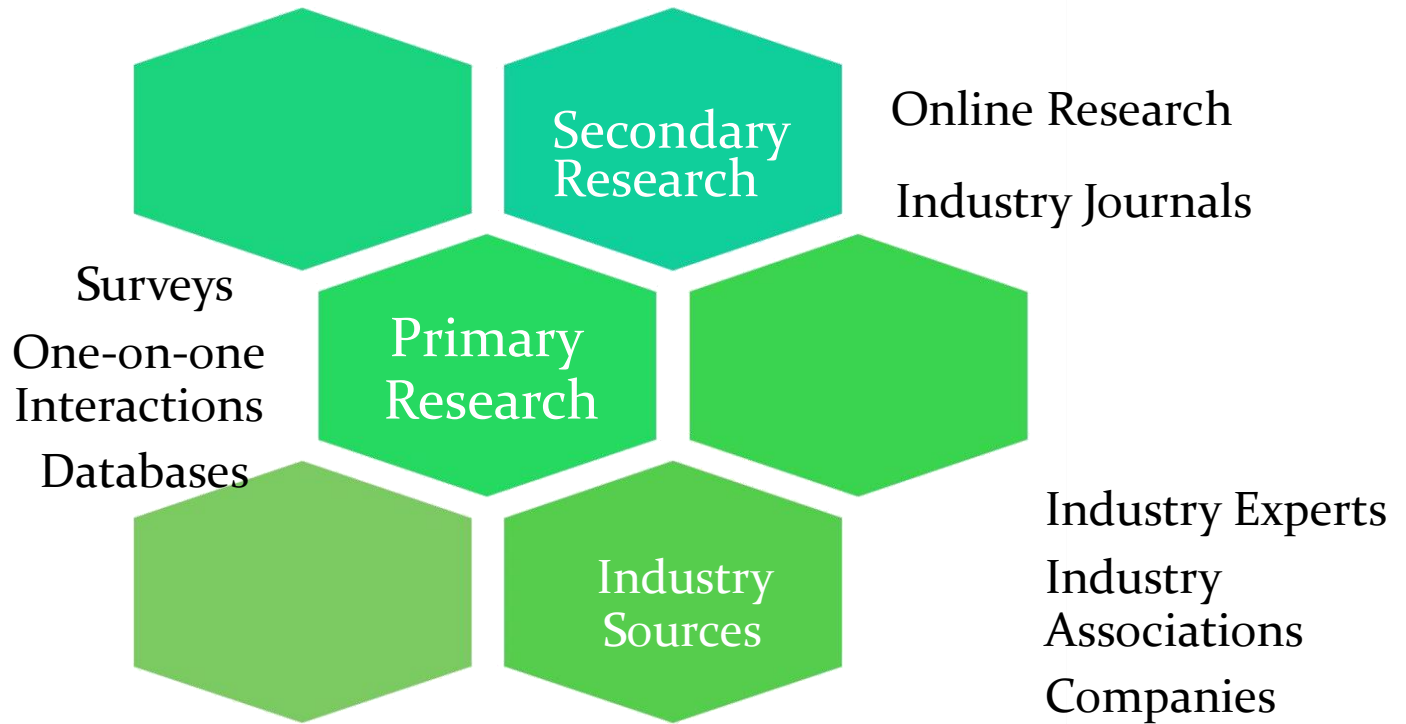 Secondary
Research
Online Research
Industry Journals
Surveys
One-on-one
Interactions
Databases
Primary
Research
Industry
Sources
Industry Experts
Industry
Associations
Companies